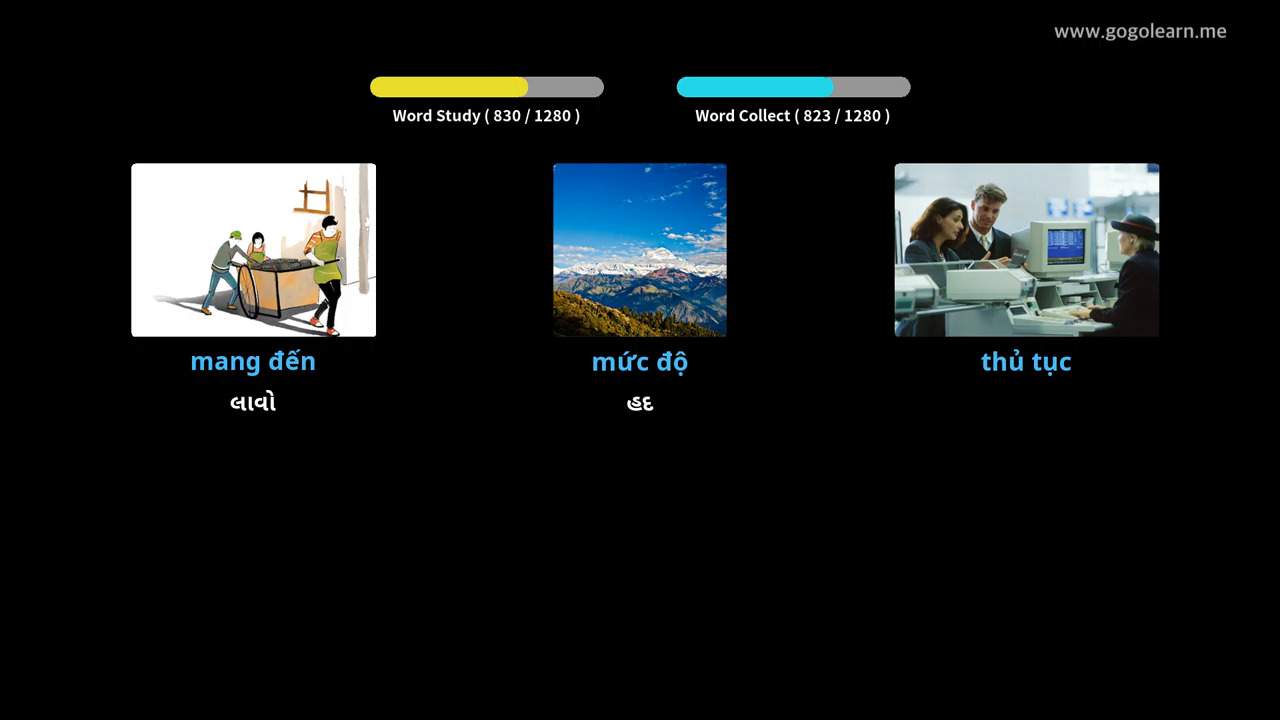 www.gogolearn.me
Word Study ( 830 / 1280 )
Word Collect ( 823 / 1280 )
mang đến
mức độ
thủ tục
લાવો
હદ